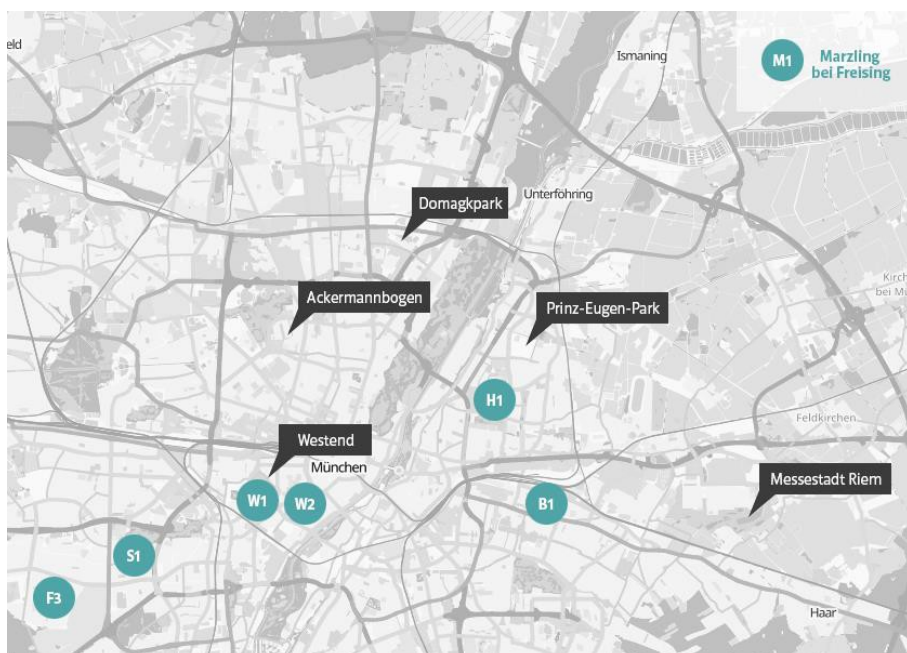 eld
Ismaning
M1
Marzling
bei Freising
Unterföhring
Domagkpark
Kirch
bei Mü
Ackermannbogen
Prinz-Eugen-Park
H1
Feldkirchen
Westend
München
Messestadt Riem
W1
W2
B1
S1
F3
Haar